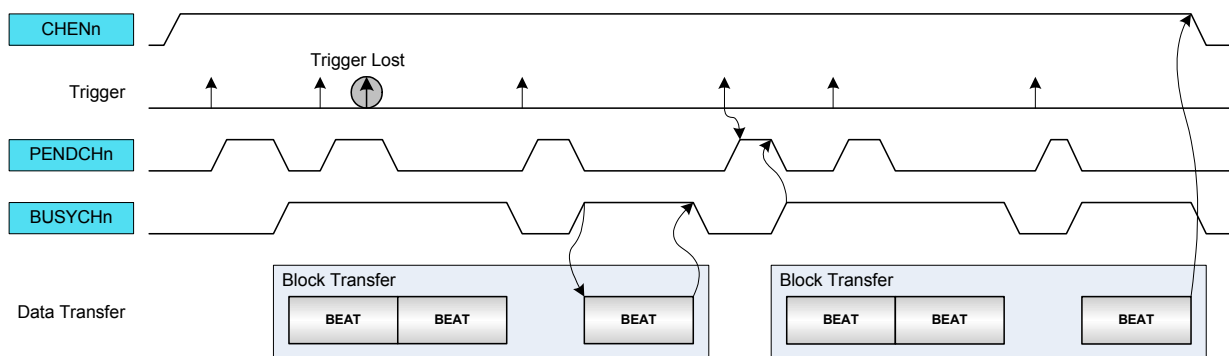 CHENn
Trigger Lost
Trigger
PENDCHn
BUSYCHn
Block Transfer
Block Transfer
Data Transfer
BEAT
BEAT
BEAT
BEAT
BEAT
BEAT